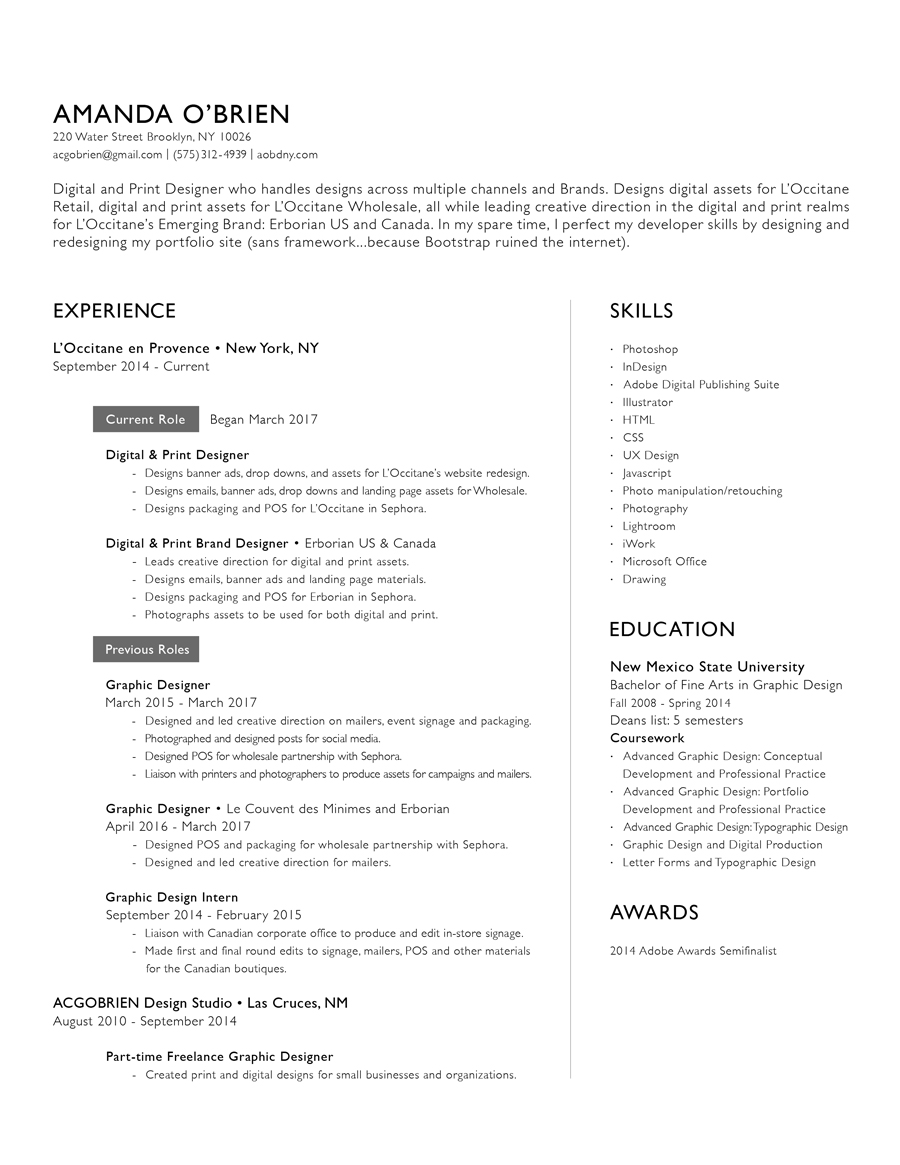 AMANDA O’BRIEN
220 Water Street Brooklyn, NY 10026
acgobrien@gmail.com | (575) 312-4939 | aobdny.com
Digital and Print Designer who handles designs across multiple channels and Brands. Designs digital assets for L’Occitane
Retail, digital and print assets for L’Occitane Wholesale, all while leading creative direction in the digital and print realms
for L’Occitane’s Emerging Brand: Erborian US and Canada. In my spare time, I perfect my developer skills by designing and
redesigning my portfolio site (sans framework...because Bootstrap ruined the internet).
EXPERIENCE
L’Occitane en Provence • New York, NY
September 2014 - Current
Current Role Began March 2017
Digital & Print Designer
- Designs banner ads, drop downs, and assets for L’Occitane’s website redesign.
- Designs emails, banner ads, drop downs and landing page assets for Wholesale.
- Designs packaging and POS for L’Occitane in Sephora.
Digital & Print Brand Designer • Erborian US & Canada
- Leads creative direction for digital and print assets.
- Designs emails, banner ads and landing page materials.
- Designs packaging and POS for Erborian in Sephora.
- Photographs assets to be used for both digital and print.
Previous Roles
Graphic Designer
March 2015 - March 2017
- Designed and led creative direction on mailers, event signage and packaging.
- Photographed and designed posts for social media.
- Designed POS for wholesale partnership with Sephora.
- Liaison with printers and photographers to produce assets for campaigns and mailers.
Graphic Designer • Le Couvent des Minimes and Erborian
April 2016 - March 2017
- Designed POS and packaging for wholesale partnership with Sephora.
- Designed and led creative direction for mailers.
Graphic Design Intern
September 2014 - February 2015
- Liaison with Canadian corporate office to produce and edit in-store signage.
- Made first and final round edits to signage, mailers, POS and other materials
for the Canadian boutiques.
ACGOBRIEN Design Studio • Las Cruces, NM
August 2010 - September 2014
Part-time Freelance Graphic Designer
- Created print and digital designs for small businesses and organizations.
SKILLS
· Photoshop
· InDesign
· Adobe Digital Publishing Suite
· Illustrator
· HTML
· CSS
· UX Design
· Javascript
· Photo manipulation/retouching
· Photography
· Lightroom
· iWork
· Microsoft Office
· Drawing
EDUCATION
New Mexico State University
Bachelor of Fine Arts in Graphic Design
Fall 2008 - Spring 2014
Deans list: 5 semesters
Coursework
· Advanced Graphic Design: Conceptual
Development and Professional Practice
· Advanced Graphic Design: Portfolio
Development and Professional Practice
· Advanced Graphic Design: Typographic Design
· Graphic Design and Digital Production
· Letter Forms and Typographic Design
AWARDS
2014 Adobe Awards Semifinalist